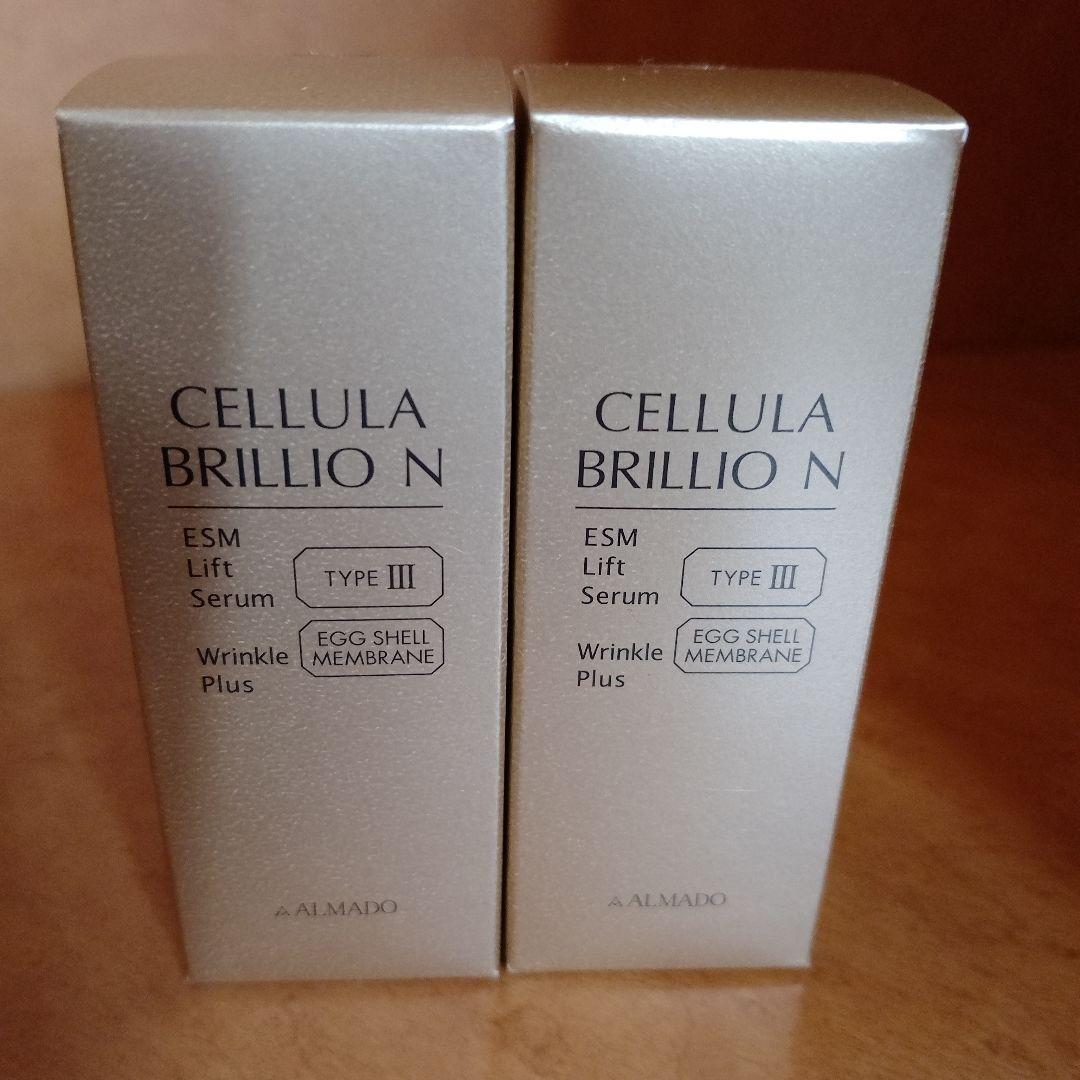 CELLULA
BRILLIO N
ESM
Lift
Serum
TYPE III
Wrinkle
Plus
EGG SHELL
MEMBRANE
ALMADO
CELLULA
BRILLIO N
ESM
Lift
Serum
TYPE III
Wrinkle
Plus
EGG SHELL
MEMBRANE
ALMADO